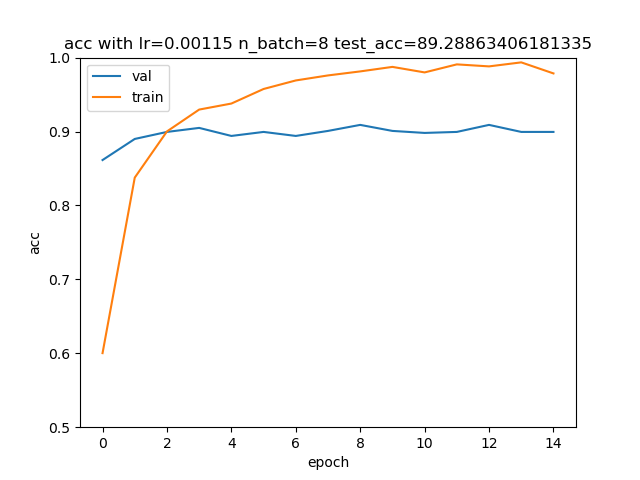 acc with lr=0.00115 n_batch=8 test_acc=89.28863406181335
val
train
1.0
0.9
0.8
0.7
0.6
0.5
acc
0 2 4 6 8 10 12 14
epoch